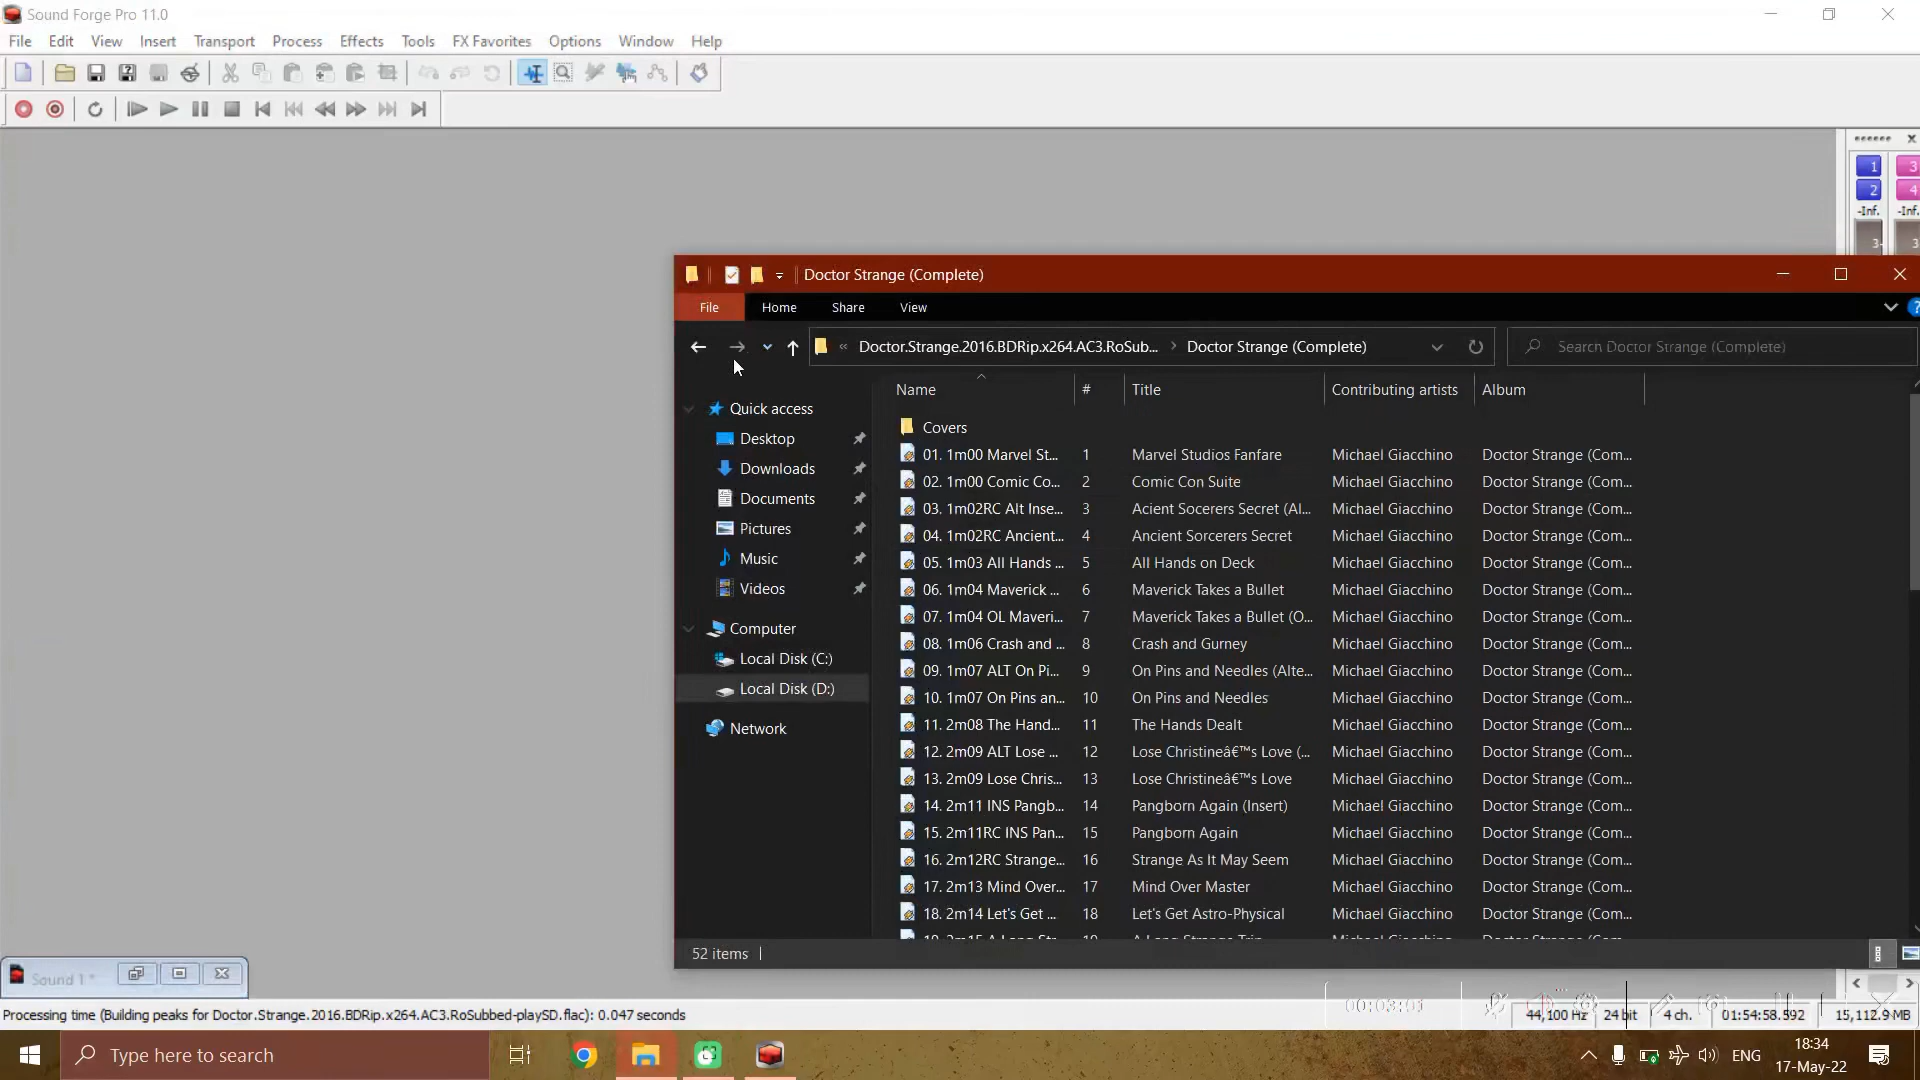 Sound Forge Pro 11.0
File Edit View Insert Transport Process Effects Tools FX Favorites Options Window Help
1 3
2 4
-Inf. -Inf.
3- 3
Doctor Strange (Complete)
File Home Share View
« Doctor.Strange.2016.BDRip.x264.AC3.RoSub... > Doctor Strange (Complete) Search Doctor Strange (Complete)
Name # Title Contributing artists Album
Quick access
Desktop
Downloads
Documents
Pictures
Music
Videos
Computer
Local Disk (C:)
Local Disk (D:)
Network
Covers
01. 1m00 Marvel St... 1 Marvel Studios Fanfare Michael Giacchino Doctor Strange (Com...
02. 1m00 Comic Co... 2 Comic Con Suite Michael Giacchino Doctor Strange (Com...
03. 1m02RC Alt Inse... 3 Acient Socerers Secret (Al... Michael Giacchino Doctor Strange (Com...
04. 1m02RC Ancient... 4 Ancient Sorcerers Secret Michael Giacchino Doctor Strange (Com...
05. 1m03 All Hands ... 5 All Hands on Deck Michael Giacchino Doctor Strange (Com...
06. 1m04 Maverick ... 6 Maverick Takes a Bullet Michael Giacchino Doctor Strange (Com...
07. 1m04 OL Maveri... 7 Maverick Takes a Bullet (O... Michael Giacchino Doctor Strange (Com...
08. 1m06 Crash and ... 8 Crash and Gurney Michael Giacchino Doctor Strange (Com...
09. 1m07 ALT On Pi... 9 On Pins and Needles (Alte... Michael Giacchino Doctor Strange (Com...
10. 1m07 On Pins an... 10 On Pins and Needles Michael Giacchino Doctor Strange (Com...
11. 2m08 The Hand... 11 The Hands Dealt Michael Giacchino Doctor Strange (Com...
12. 2m09 ALT Lose ... 12 Lose Christineâ€™s Love (... Michael Giacchino Doctor Strange (Com...
13. 2m09 Lose Chris... 13 Lose Christineâ€™s Love Michael Giacchino Doctor Strange (Com...
14. 2m11 INS Pangb... 14 Pangborn Again (Insert) Michael Giacchino Doctor Strange (Com...
15. 2m11RC INS Pan... 15 Pangborn Again Michael Giacchino Doctor Strange (Com...
16. 2m12RC Strange... 16 Strange As It May Seem Michael Giacchino Doctor Strange (Com...
17. 2m13 Mind Over... 17 Mind Over Master Michael Giacchino Doctor Strange (Com...
18. 2m14 Let's Get ... 18 Let's Get Astro-Physical Michael Giacchino Doctor Strange (Com...
52 items
Sound 1 *
00:03:01
Processing time (Building peaks for Doctor.Strange.2016.BDRip.x264.AC3.RoSubbed-playSD.flac): 0.047 seconds 44,100 Hz 24 bit 4 ch. 01:54:58.592 15,112.9 MB
Type here to search ENG 18:34
17-May-22